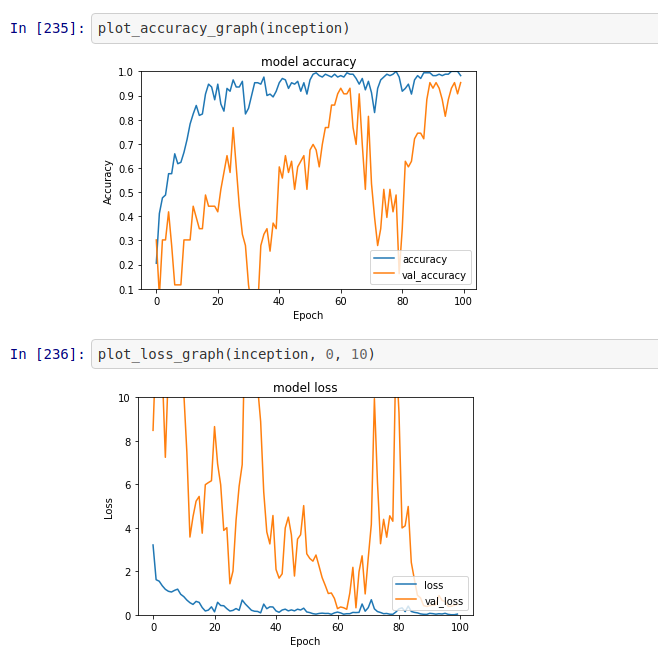 In [235]: plot_accuracy_graph(inception)
model accuracy
1.0
0.9
0.8
0.7
0.6
0.5
0.4
0.3
0.2
0.1
Accuracy
accuracy
val_accuracy
0 20 40 60 80 100
Epoch
In [236]: plot_loss_graph(inception, 0, 10)
model loss
10
8
6
4
2
0
Loss
loss
val_loss
0 20 40 60 80 100
Epoch